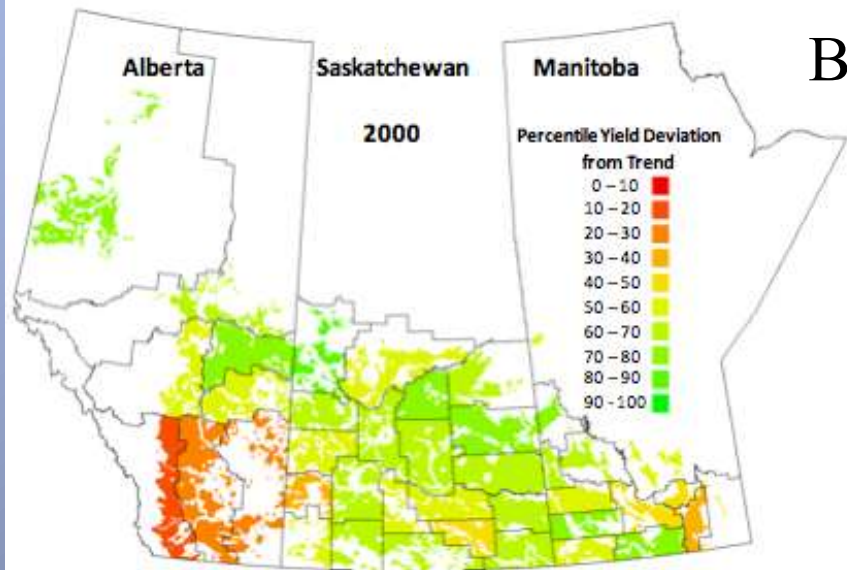 B
Alberta Saskatchewan Manitoba
2000
Percentile Yield Deviation
from Trend
0 – 10
10 – 20
20 – 30
30 – 40
40 – 50
50 – 60
60 – 70
70 – 80
80 – 90
90 - 100